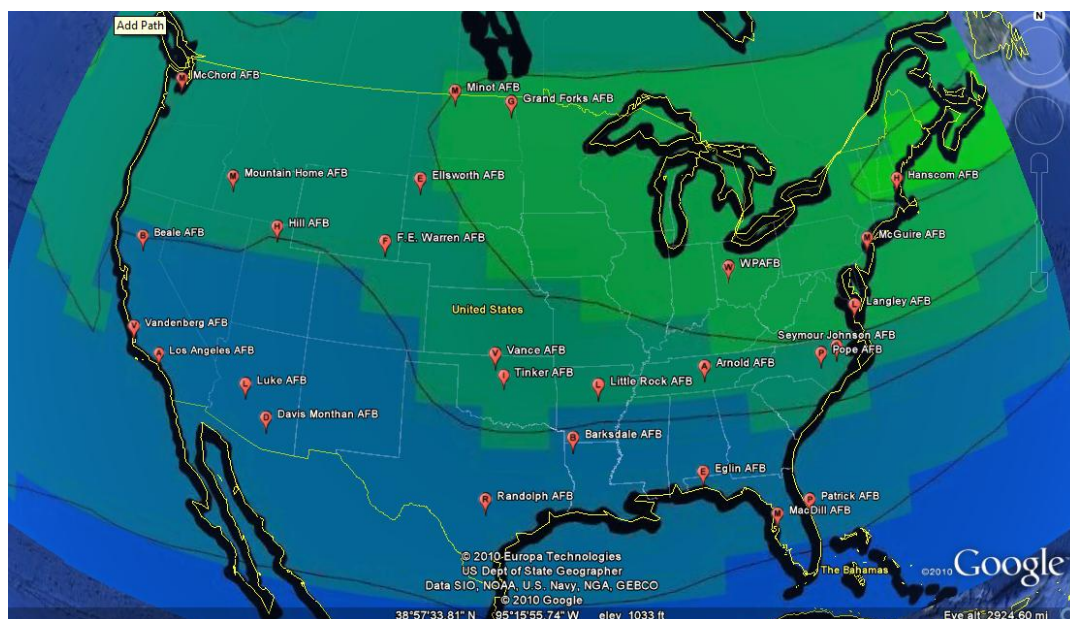 Add Path
N
M McChord AFB
M Minot AFB
G Grand Forks AFB
M Mountain Home AFB
E Ellsworth AFB
H Hanscom AFB
B Beale AFB
H Hill AFB
F F.E. Warren AFB
M McGuire AFB
W WPAFB
United States
L Langley AFB
V Vandenberg AFB
Seymour Johnson AFB
A Los Angeles AFB
V Vance AFB
P Pope AFB
T Tinker AFB
A Arnold AFB
L Luke AFB
L Little Rock AFB
D Davis Monthan AFB
B Barksdale AFB
E Eglin AFB
R Randolph AFB
P Patrick AFB
M MacDill AFB
© 2010 Europa Technologies
US Dept of State Geographer
Data SIO, NOAA, U.S. Navy, NGA, GEBCO
© 2010 Google
The Bahamas
©2010 Google
38°57'33.81" N 95°15'55.74" W elev 1033 ft
Eye alt 2924.60 mi